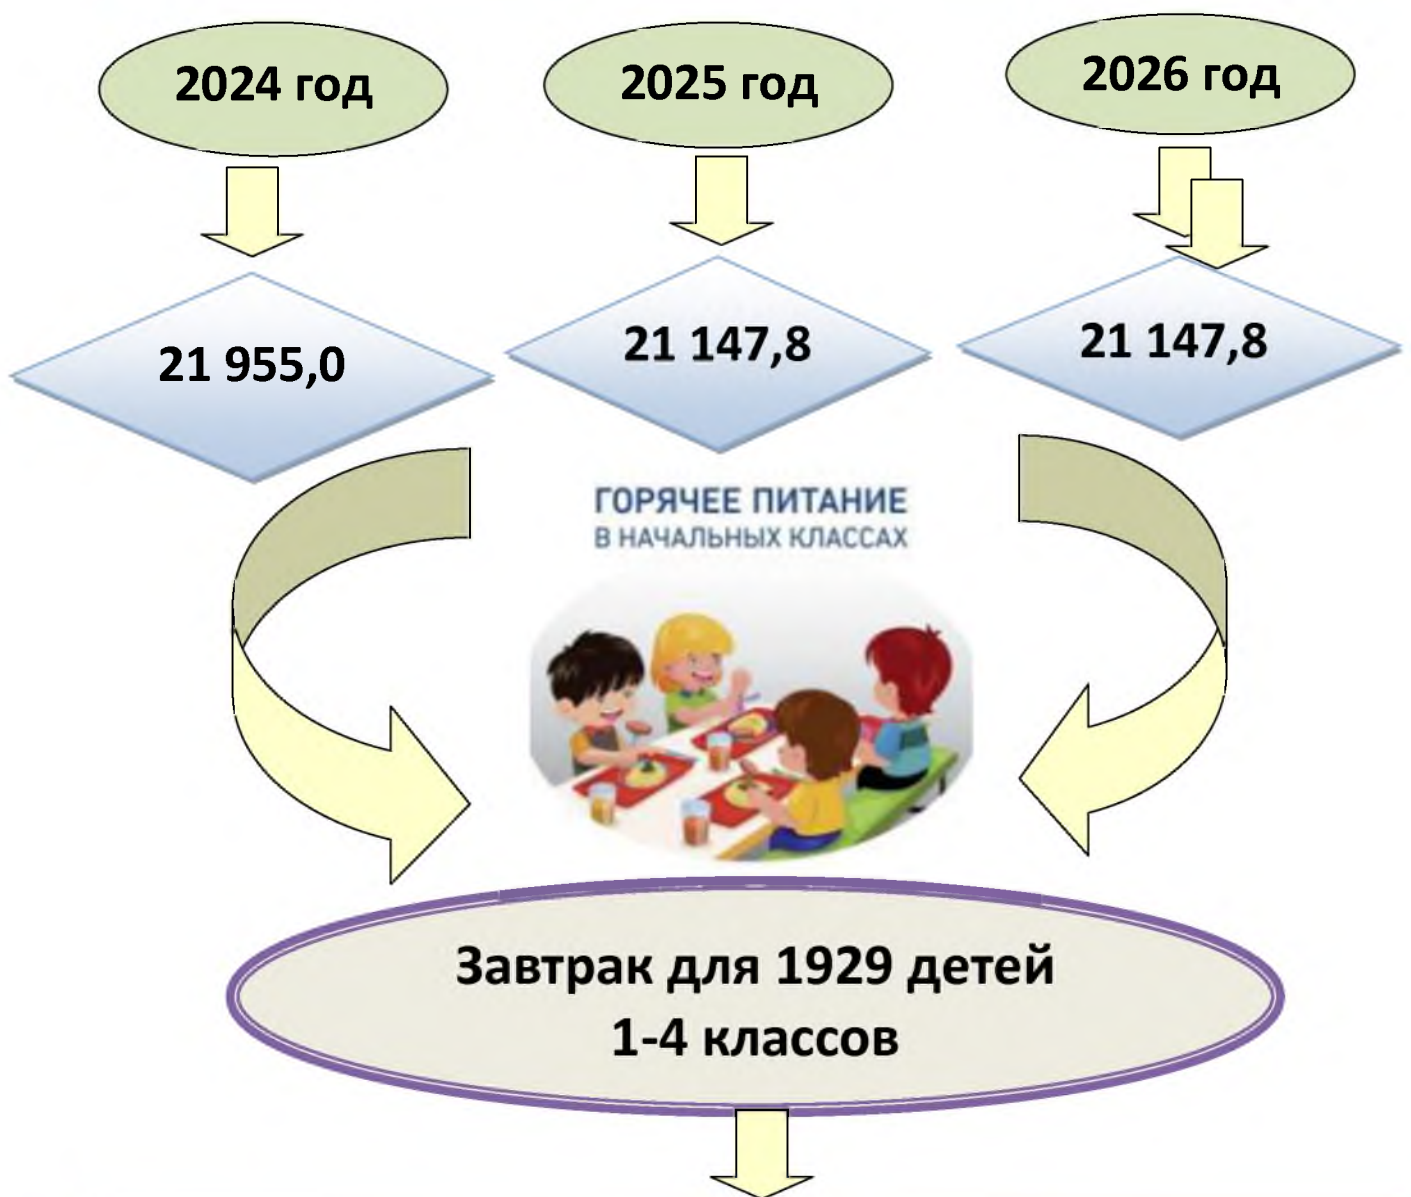 2024 год
2025 год
2026 год
21 955,0
21 147,8
21 147,8
ГОРЯЧЕЕ ПИТАНИЕ
В НАЧАЛЬНЫХ КЛАССАХ
Завтрак для 1929 детей
1-4 классов